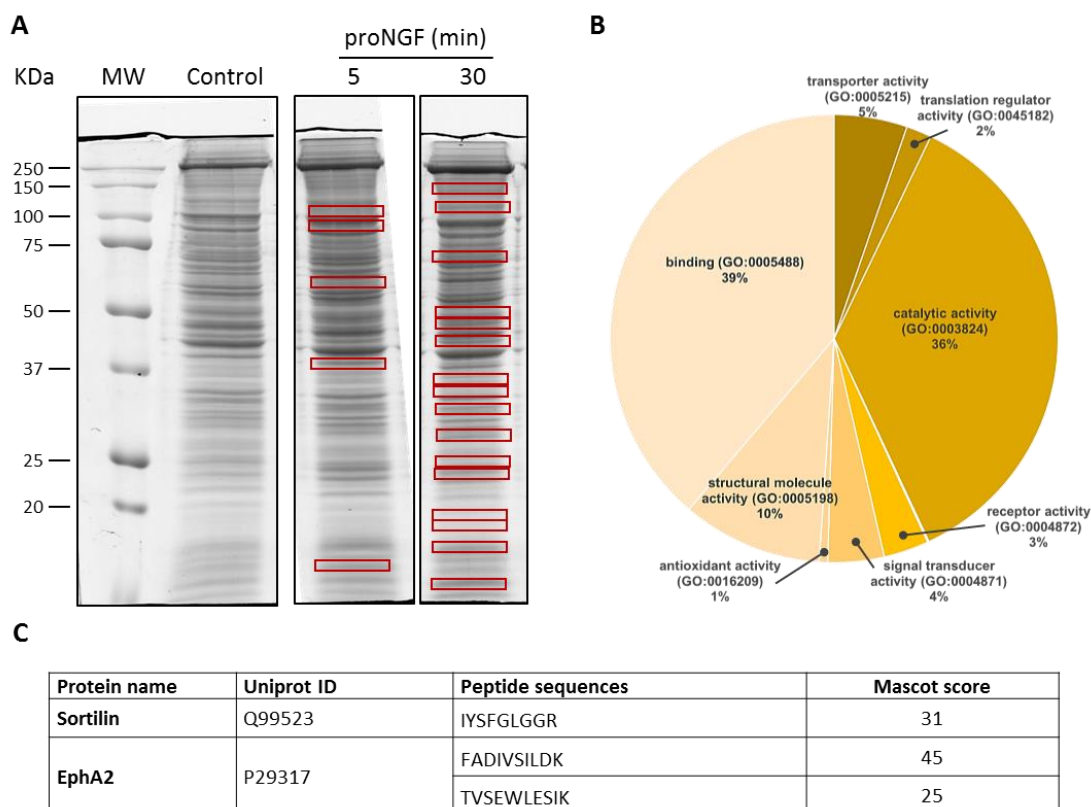 A
proNGF (min)
KDa MW Control 5 30
250
150
100
75
50
37
25
20
B
transporter activity
(GO:0005215)
5%
translation regulator
activity (GO:0045182)
2%
binding (GO:0005488)
39%
catalytic activity
(GO:0003824)
36%
structural molecule
activity (GO:0005198)
10%
receptor activity
(GO:0004872)
3%
antioxidant activity
(GO:0016209)
1%
signal transducer
activity (GO:0004871)
4%
C
Protein name Uniprot ID Peptide sequences Mascot score
Sortilin Q99523 IYSFGLGGR 31
EphA2 P29317 FADIVSILDK 45
TVSEWLESIK 25